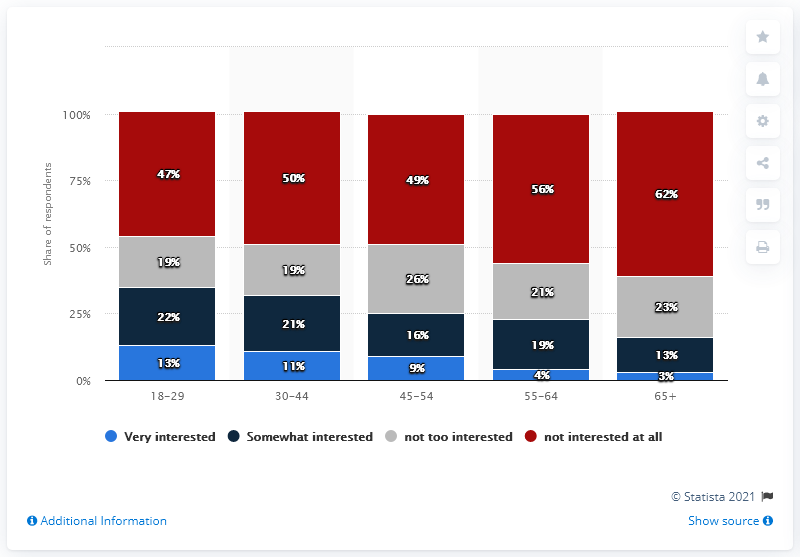 Share of respondents
100%
75%
50%
25%
0%
47% 50% 49% 56% 62%
19% 19% 26% 21% 23%
22% 21% 16% 19% 13%
13% 11% 9% 4% 3%
18–29 30–44 45–54 55–64 65+
Very interested Somewhat interested not too interested not interested at all
© Statista 2021
Additional Information Show source